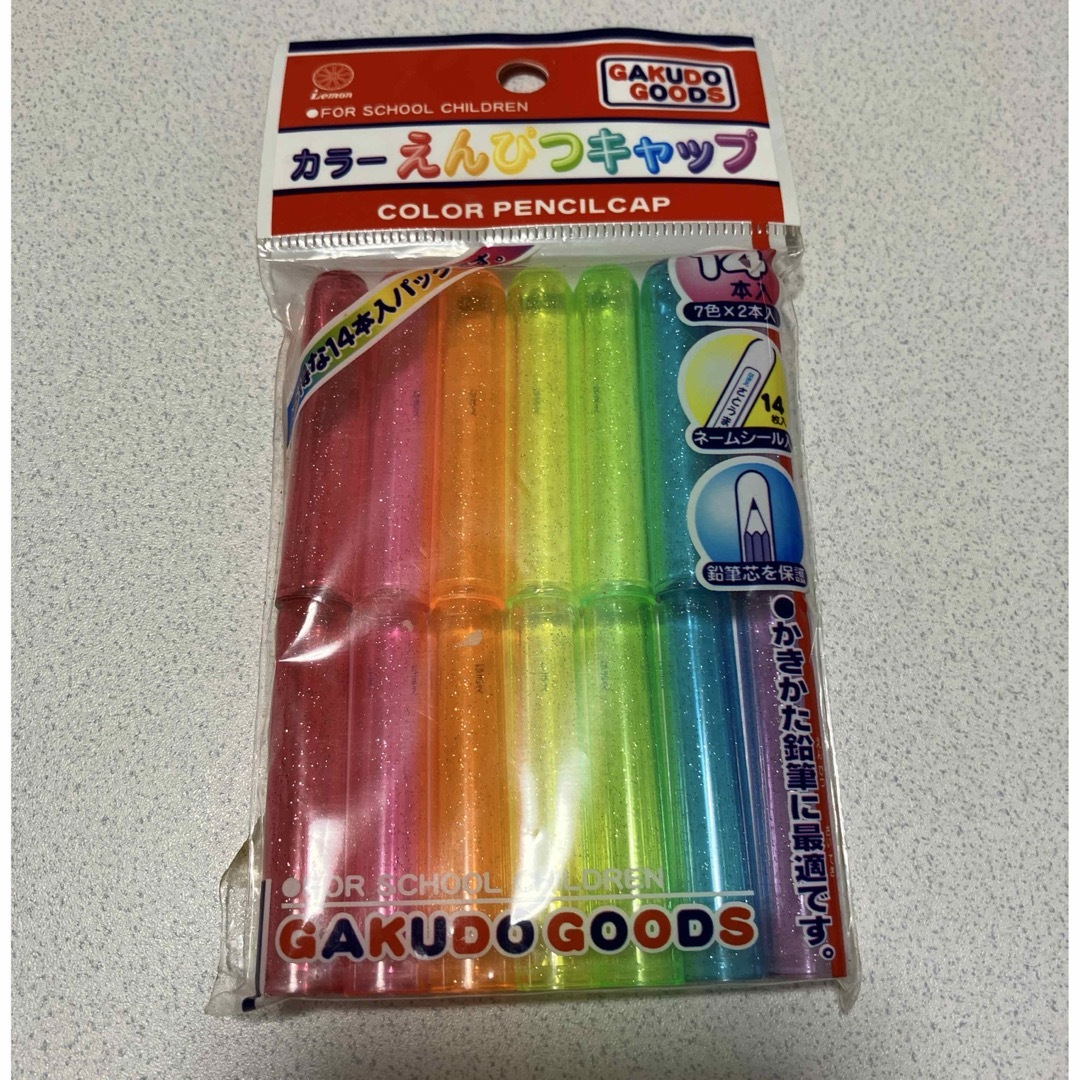 Lemon
●FOR SCHOOL CHILDREN
GAKUDO
GOODS
カラーえんぴつキャップ
COLOR PENCILCAP
な14本入パック
14
本入
7色×2本入
14
枚入
ネームシール入
鉛筆芯を保護
●かきかた鉛筆に最適です。
●FOR SCHOOL CHILDREN
GAKUDO GOODS